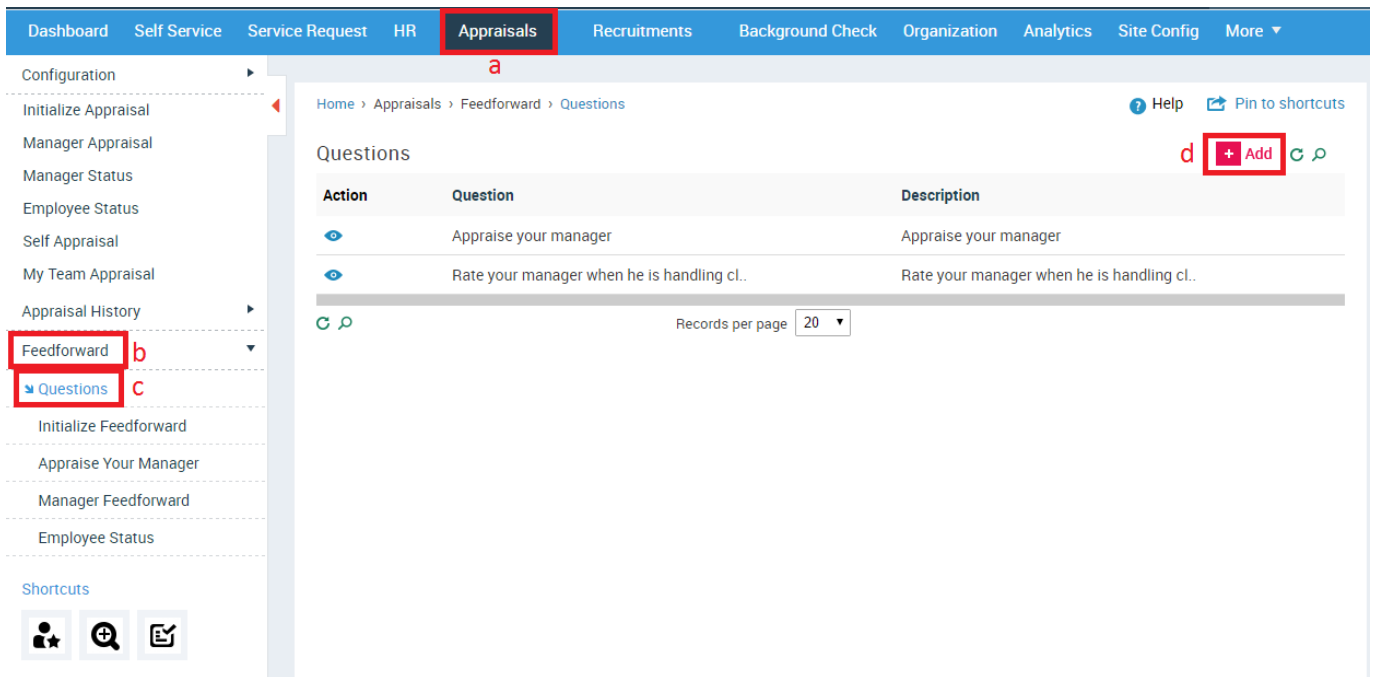 Dashboard Self Service Service Request HR Appraisals Recruitments Background Check Organization Analytics Site Config More ▼
a
Configuration
Initialize Appraisal
Manager Appraisal
Manager Status
Employee Status
Self Appraisal
My Team Appraisal
Appraisal History
Feedforward b
Questions c
Initialize Feedforward
Appraise Your Manager
Manager Feedforward
Employee Status
Shortcuts
Home › Appraisals › Feedforward › Questions
? Help Pin to shortcuts
Questions
d + Add
Action Question Description
Appraise your manager Appraise your manager
Rate your manager when he is handling cl.. Rate your manager when he is handling cl..
Records per page 20 ▼